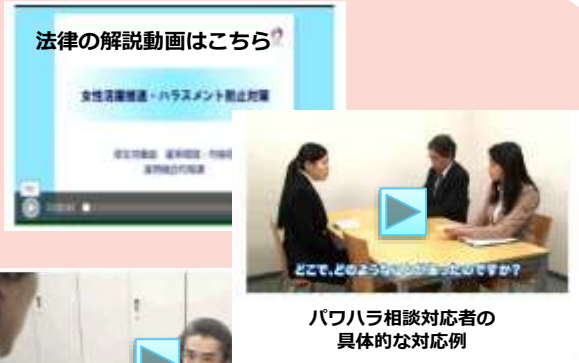 法律の解説動画はこちら
女性活躍推進・ハラスメント防止対策
どこで、どのようなことがあったのですか？
パワハラ相談対応者の
具体的な対応例